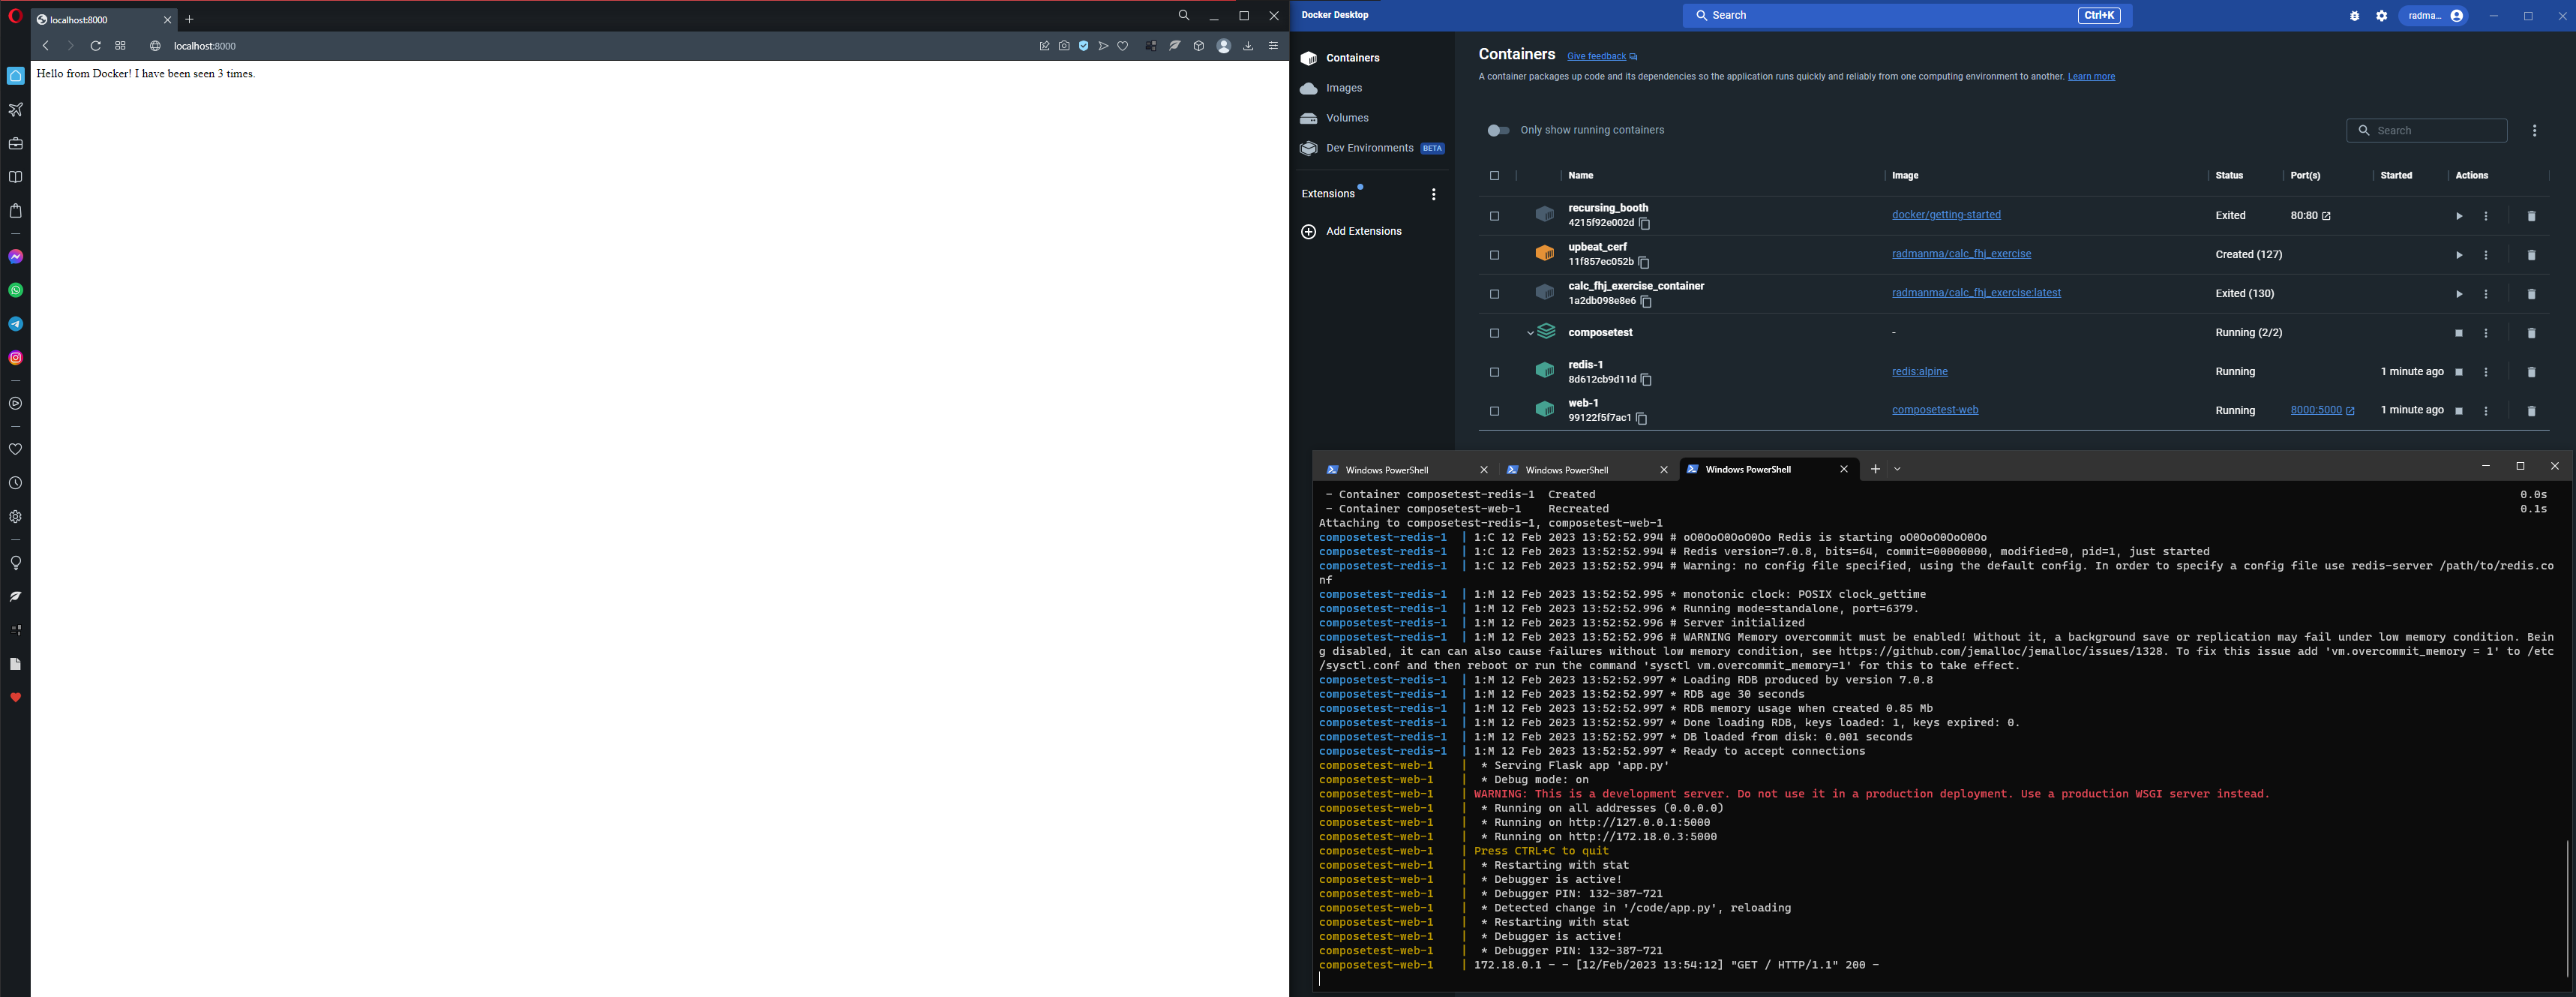 localhost:8000
localhost:8000
Hello from Docker! I have been seen 3 times.
Docker Desktop
Search
Ctrl+K
radma...
Containers
Images
Volumes
Dev Environments BETA
Extensions
Add Extensions
Containers Give feedback
A container packages up code and its dependencies so the application runs quickly and reliably from one computing environment to another. Learn more
Only show running containers
Search
Name Image Status Port(s) Started Actions
recursing_booth
4215f92e002d
docker/getting-started Exited 80:80
upbeat_cerf
11f857ec052b
radmanma/calc_fhj_exercise Created (127)
calc_fhj_exercise_container
1a2db098e8e6
radmanma/calc_fhj_exercise:latest Exited (130)
composetest - Running (2/2)
redis-1
8d612cb9d11d
redis:alpine Running 1 minute ago
web-1
99122f5f7ac1
composetest-web Running 8000:5000 1 minute ago
Windows PowerShell Windows PowerShell Windows PowerShell
- Container composetest-redis-1 Created 0.0s
- Container composetest-web-1 Recreated 0.1s
Attaching to composetest-redis-1, composetest-web-1
composetest-redis-1 | 1:C 12 Feb 2023 13:52:52.994 # oO0OoO0OoO0Oo Redis is starting oO0OoO0OoO0Oo
composetest-redis-1 | 1:C 12 Feb 2023 13:52:52.994 # Redis version=7.0.8, bits=64, commit=00000000, modified=0, pid=1, just started
composetest-redis-1 | 1:C 12 Feb 2023 13:52:52.994 # Warning: no config file specified, using the default config. In order to specify a config file use redis-server /path/to/redis.co
nf
composetest-redis-1 | 1:M 12 Feb 2023 13:52:52.995 * monotonic clock: POSIX clock_gettime
composetest-redis-1 | 1:M 12 Feb 2023 13:52:52.996 * Running mode=standalone, port=6379.
composetest-redis-1 | 1:M 12 Feb 2023 13:52:52.996 # Server initialized
composetest-redis-1 | 1:M 12 Feb 2023 13:52:52.996 # WARNING Memory overcommit must be enabled! Without it, a background save or replication may fail under low memory condition. Bein
g disabled, it can can also cause failures without low memory condition, see https://github.com/jemalloc/jemalloc/issues/1328. To fix this issue add 'vm.overcommit_memory = 1' to /etc
/sysctl.conf and then reboot or run the command 'sysctl vm.overcommit_memory=1' for this to take effect.
composetest-redis-1 | 1:M 12 Feb 2023 13:52:52.997 * Loading RDB produced by version 7.0.8
composetest-redis-1 | 1:M 12 Feb 2023 13:52:52.997 * RDB age 30 seconds
composetest-redis-1 | 1:M 12 Feb 2023 13:52:52.997 * RDB memory usage when created 0.85 Mb
composetest-redis-1 | 1:M 12 Feb 2023 13:52:52.997 * Done loading RDB, keys loaded: 1, keys expired: 0.
composetest-redis-1 | 1:M 12 Feb 2023 13:52:52.997 * DB loaded from disk: 0.001 seconds
composetest-redis-1 | 1:M 12 Feb 2023 13:52:52.997 * Ready to accept connections
composetest-web-1 | * Serving Flask app 'app.py'
composetest-web-1 | * Debug mode: on
composetest-web-1 | WARNING: This is a development server. Do not use it in a production deployment. Use a production WSGI server instead.
composetest-web-1 | * Running on all addresses (0.0.0.0)
composetest-web-1 | * Running on http://127.0.0.1:5000
composetest-web-1 | * Running on http://172.18.0.3:5000
composetest-web-1 | Press CTRL+C to quit
composetest-web-1 | * Restarting with stat
composetest-web-1 | * Debugger is active!
composetest-web-1 | * Debugger PIN: 132-387-721
composetest-web-1 | * Detected change in '/code/app.py', reloading
composetest-web-1 | * Restarting with stat
composetest-web-1 | * Debugger is active!
composetest-web-1 | * Debugger PIN: 132-387-721
composetest-web-1 | 172.18.0.1 - - [12/Feb/2023 13:54:12] "GET / HTTP/1.1" 200 -